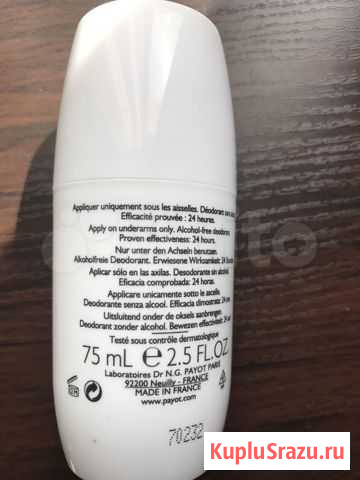 Appliquer uniquement sous les aisselles. Déodorant sans
Efficacité prouvée : 24 heures.
Apply on underarms only. Alcohol-free deodorant.
Proven effectiveness: 24 hours.
Nur unter den Achseln benutzen.
Alkoholfreies Deodorant. Erwiesene Wirksamkeit: 24
Aplicar sólo en las axilas. Desodorante sin alcohol.
Eficacia comprobada: 24 horas.
Applicare unicamente sotto le ascelle.
Deodorante senza alcool. Efficacia dimostrata: 24 ore.
Uitsluitend onder de oksels aanbrengen.
Deodorant zonder alcohol. Bewezen effectiviteit: 24 uur
Testé sous contrôle dermatologique
75 mL e 2.5 FL.OZ
Laboratoires Dr N.G. PAYOT PARIS
92200 Neuilly - FRANCE
MADE IN FRANCE
www.payot.com
70232
KupluSrazu.ru
КуплюСразу.ру